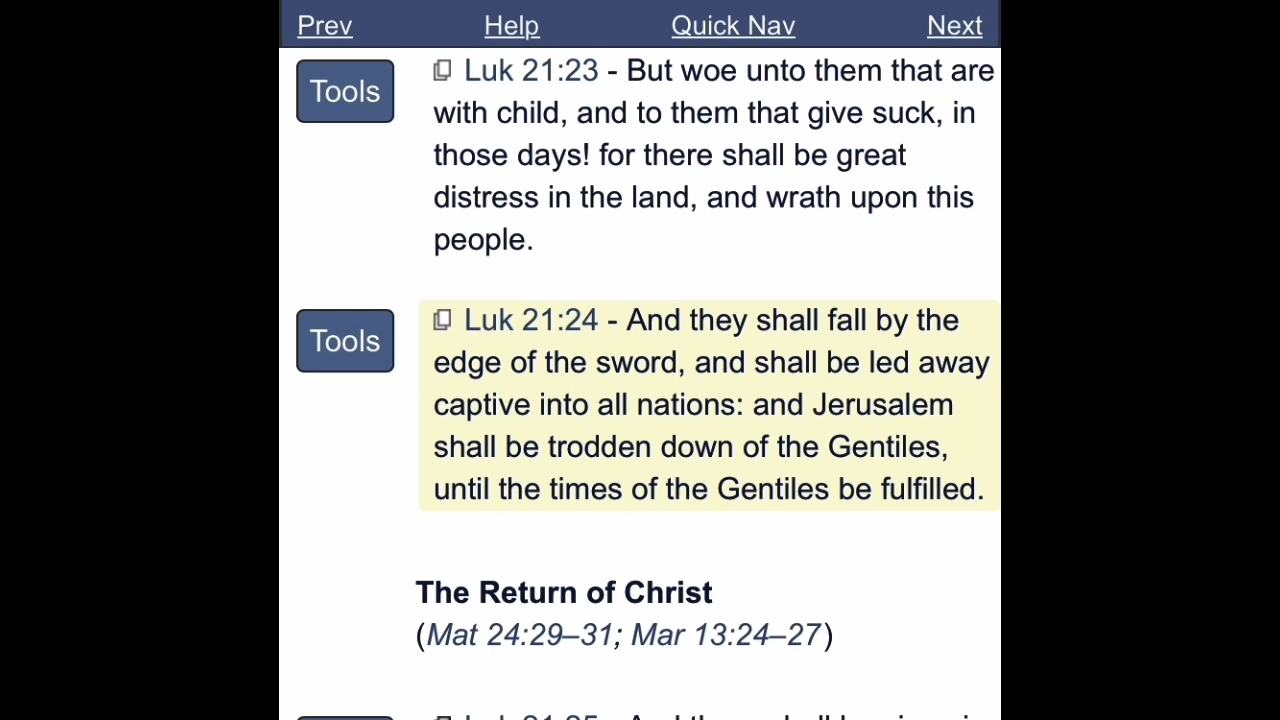 Prev Help Quick Nav Next
Tools
Luk 21:23 - But woe unto them that are
with child, and to them that give suck, in
those days! for there shall be great
distress in the land, and wrath upon this
people.
Tools
Luk 21:24 - And they shall fall by the
edge of the sword, and shall be led away
captive into all nations: and Jerusalem
shall be trodden down of the Gentiles,
until the times of the Gentiles be fulfilled.
The Return of Christ
(Mat 24:29–31; Mar 13:24–27)